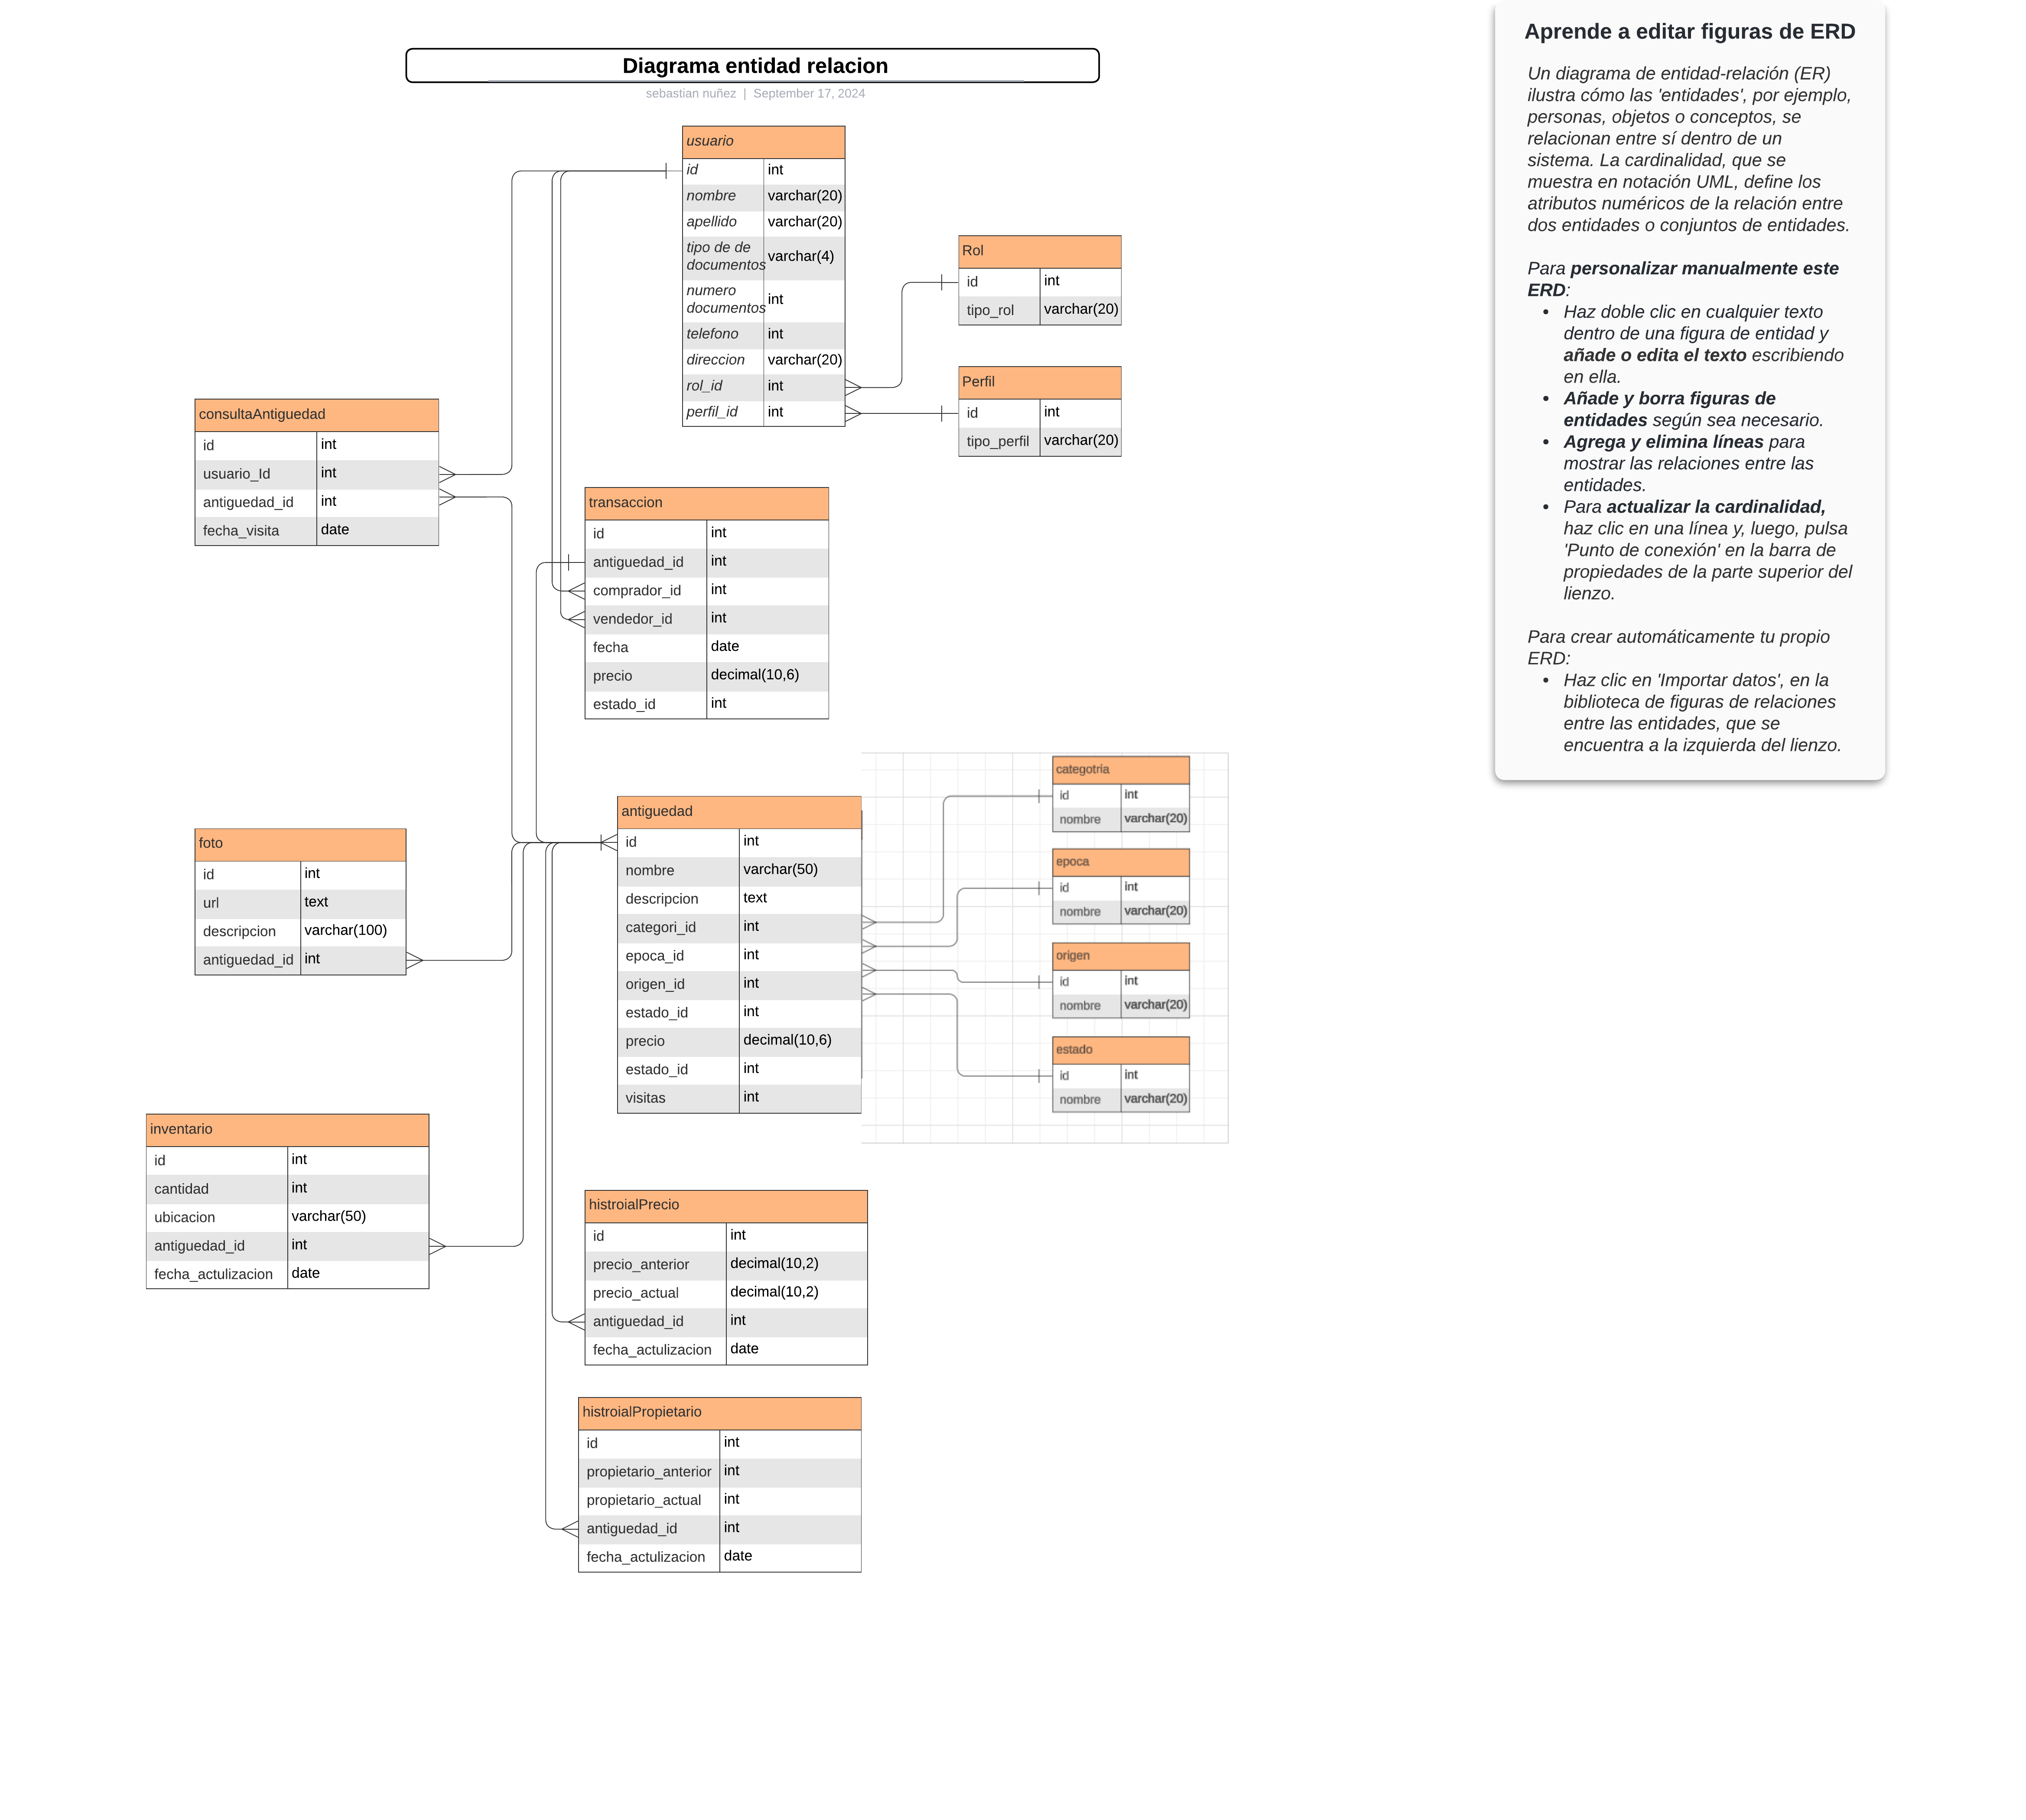 Diagrama entidad relacion
sebastian nuñez | September 17, 2024
usuario
id int
nombre varchar(20)
apellido varchar(20)
tipo de de
documentos varchar(4)
numero
documentos int
telefono int
direccion varchar(20)
rol_id int
perfil_id int
Rol
id int
tipo_rol varchar(20)
Perfil
id int
tipo_perfil varchar(20)
consultaAntiguedad
id int
usuario_Id int
antiguedad_id int
fecha_visita date
transaccion
id int
antiguedad_id int
comprador_id int
vendedor_id int
fecha date
precio decimal(10,6)
estado_id int
antiguedad
id int
nombre varchar(50)
descripcion text
categori_id int
epoca_id int
origen_id int
estado_id int
precio decimal(10,6)
estado_id int
visitas int
categotria
id int
nombre varchar(20)
epoca
id int
nombre varchar(20)
origen
id int
nombre varchar(20)
estado
id int
nombre varchar(20)
foto
id int
url text
descripcion varchar(100)
antiguedad_id int
inventario
id int
cantidad int
ubicacion varchar(50)
antiguedad_id int
fecha_actulizacion date
histroialPrecio
id int
precio_anterior decimal(10,2)
precio_actual decimal(10,2)
antiguedad_id int
fecha_actulizacion date
histroialPropietario
id int
propietario_anterior int
propietario_actual int
antiguedad_id int
fecha_actulizacion date
Aprende a editar figuras de ERD
Un diagrama de entidad-relación (ER)
ilustra cómo las 'entidades', por ejemplo,
personas, objetos o conceptos, se
relacionan entre sí dentro de un
sistema. La cardinalidad, que se
muestra en notación UML, define los
atributos numéricos de la relación entre
dos entidades o conjuntos de entidades.
Para personalizar manualmente este
ERD:
• Haz doble clic en cualquier texto
dentro de una figura de entidad y
añade o edita el texto escribiendo
en ella.
• Añade y borra figuras de
entidades según sea necesario.
• Agrega y elimina líneas para
mostrar las relaciones entre las
entidades.
• Para actualizar la cardinalidad,
haz clic en una línea y, luego, pulsa
'Punto de conexión' en la barra de
propiedades de la parte superior del
lienzo.
Para crear automáticamente tu propio
ERD:
• Haz clic en 'Importar datos', en la
biblioteca de figuras de relaciones
entre las entidades, que se
encuentra a la izquierda del lienzo.